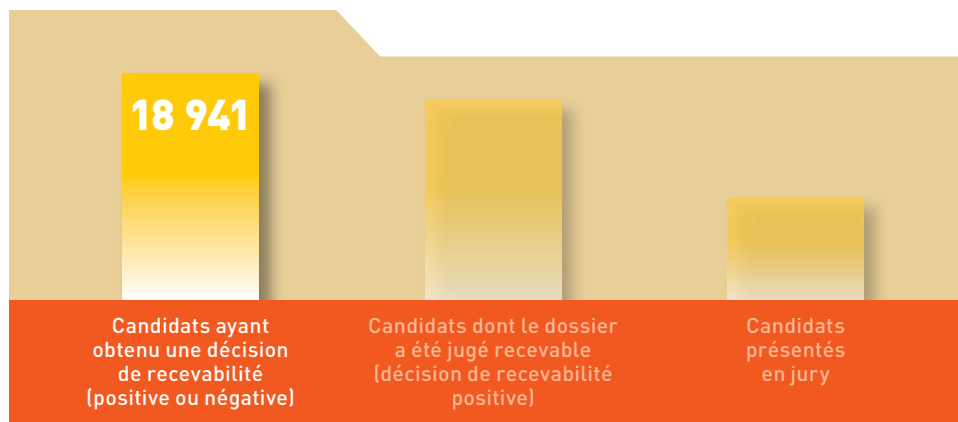 18 941
Candidats ayant
obtenu une décision
de recevabilité
(positive ou négative)
Candidats dont le dossier
a été jugé recevable
(décision de recevabilité
positive)
Candidats
présentés
en jury